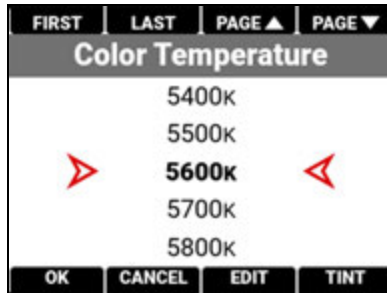 FIRST LAST PAGE▲ PAGE▼
Color Temperature
5400K
5500K
5600K
5700K
5800K
OK CANCEL EDIT TINT